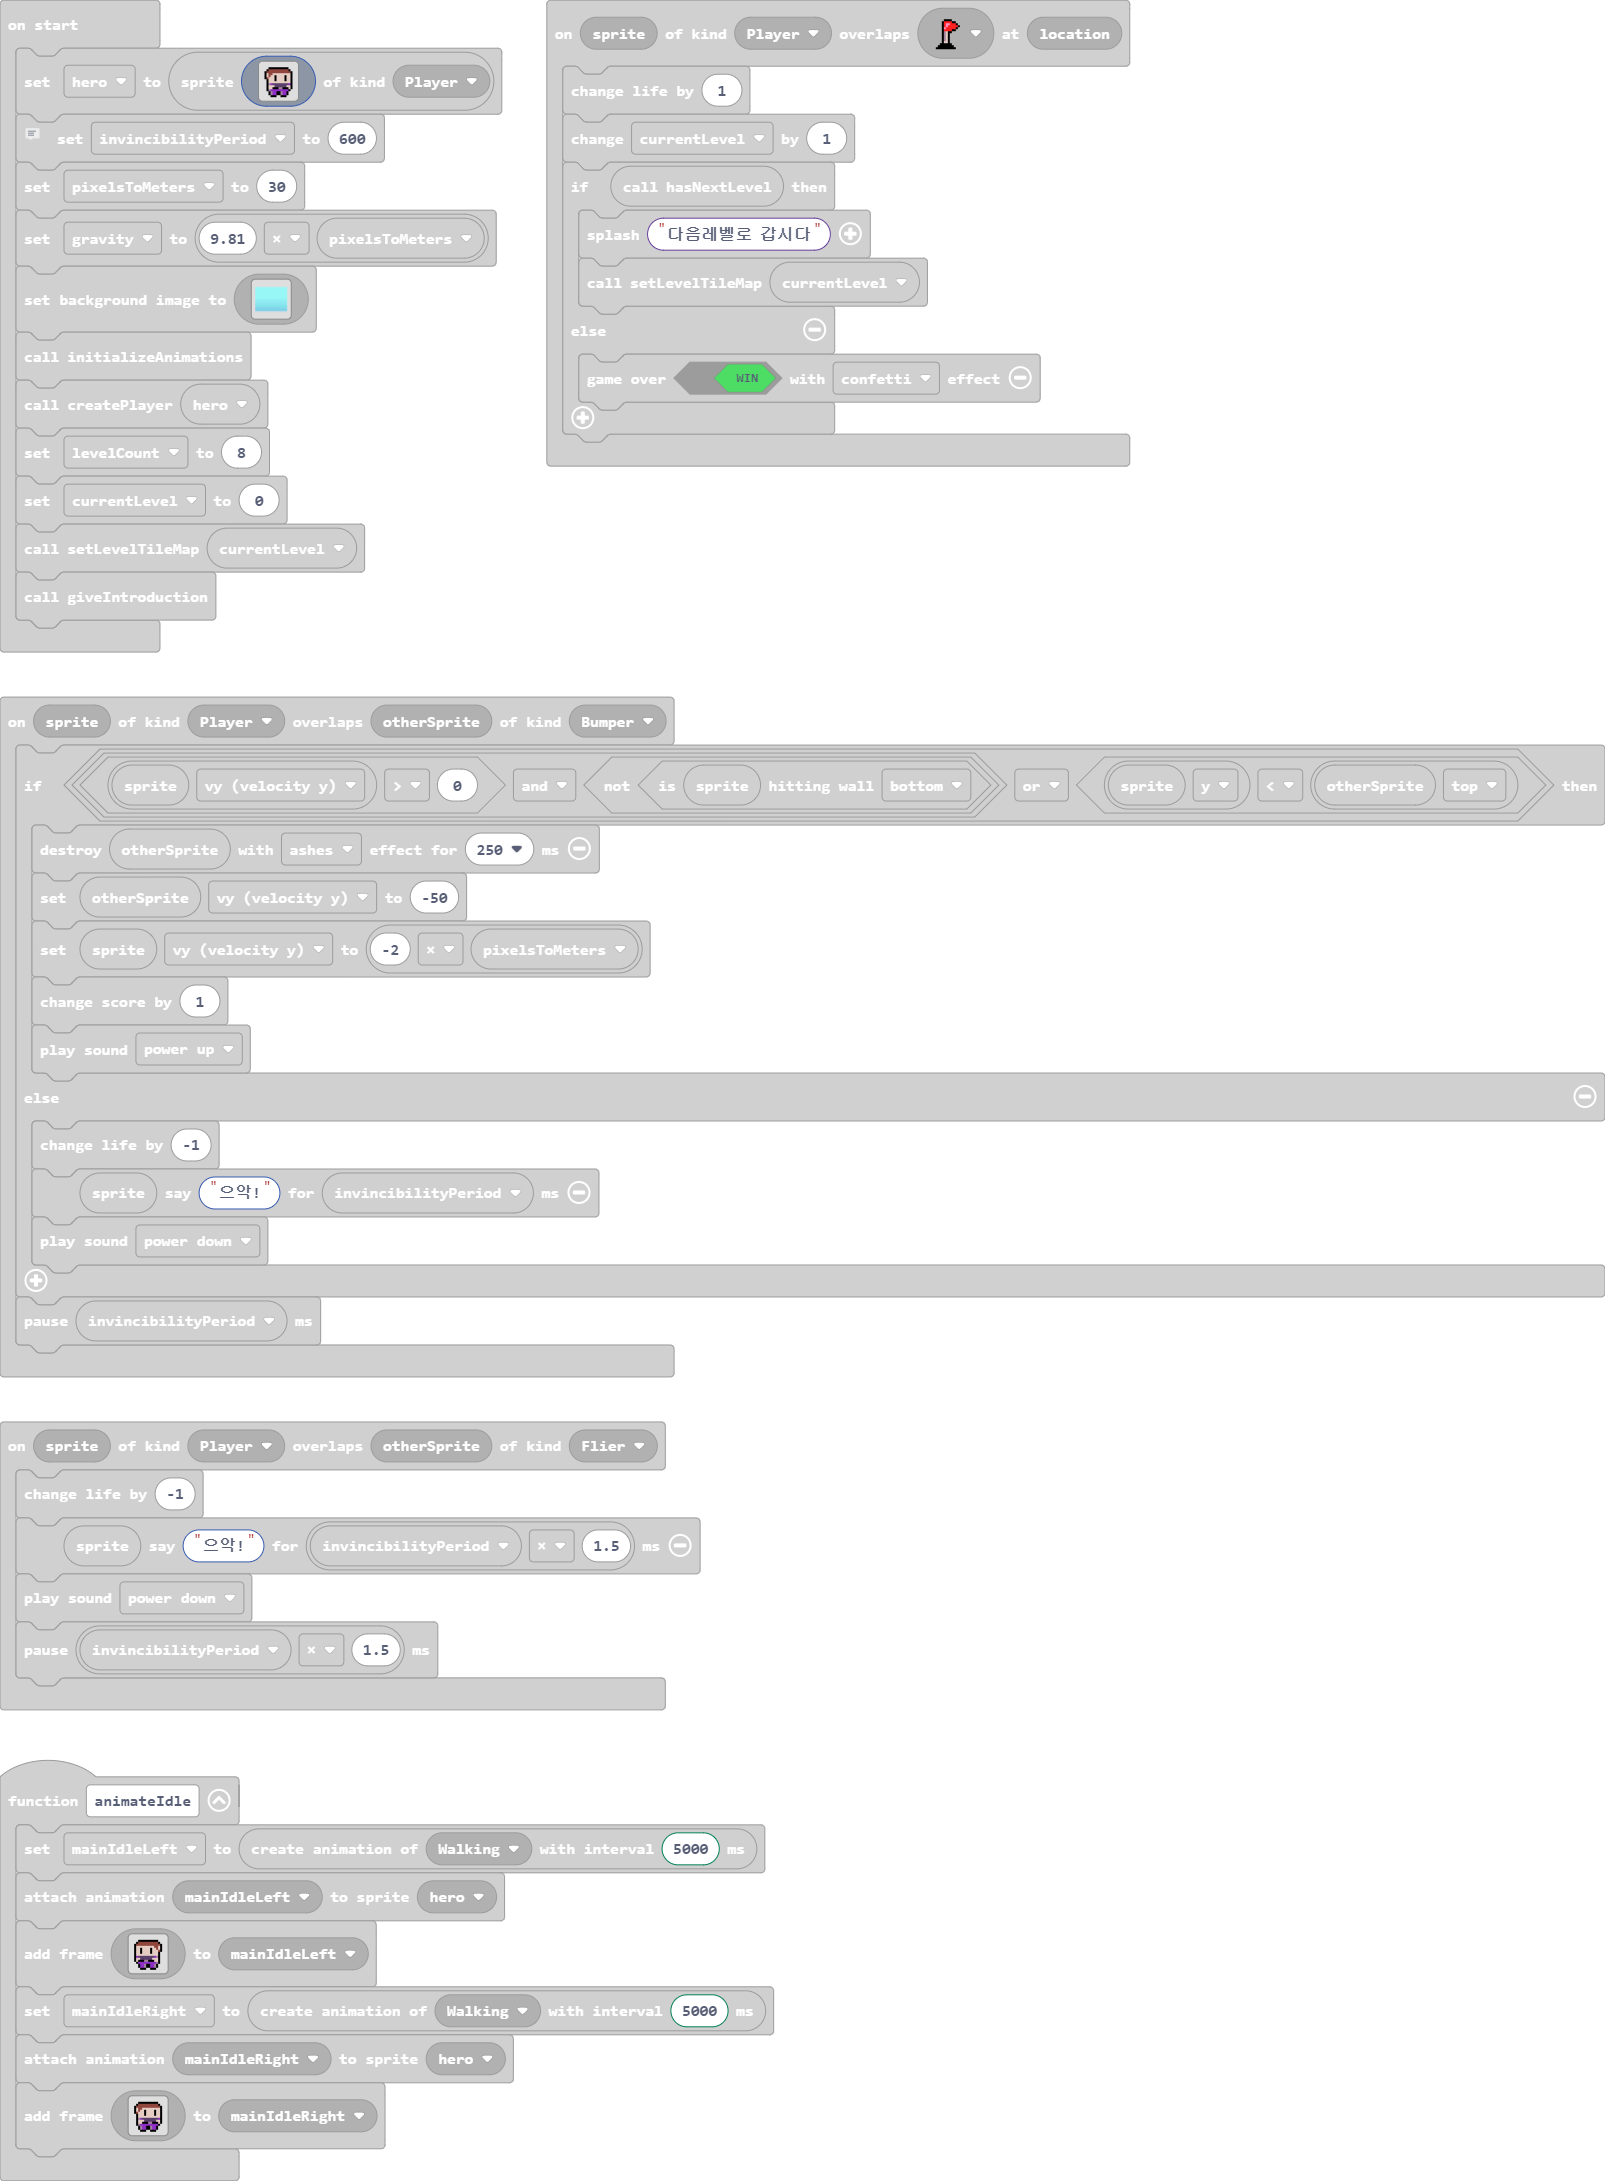 on start
set hero to sprite of kind Player
set invincibilityPeriod to 600
set pixelsToMeters to 30
set gravity to 9.81 × pixelsToMeters
set background image to
call initializeAnimations
call createPlayer hero
set levelCount to 8
set currentLevel to 0
call setLevelTileMap currentLevel
call giveIntroduction
on sprite of kind Player overlaps at location
change life by 1
change currentLevel by 1
if call hasNextLevel then
splash "다음레벨로 갑시다"
call setLevelTileMap currentLevel
else
game over WIN with confetti effect
on sprite of kind Player overlaps otherSprite of kind Bumper
if sprite vy (velocity y) > 0 and not is sprite hitting wall bottom or sprite y < otherSprite top then
destroy otherSprite with ashes effect for 250 ms
set otherSprite vy (velocity y) to -50
set sprite vy (velocity y) to -2 × pixelsToMeters
change score by 1
play sound power up
else
change life by -1
sprite say "으악!" for invincibilityPeriod ms
play sound power down
pause invincibilityPeriod ms
on sprite of kind Player overlaps otherSprite of kind Flier
change life by -1
sprite say "으악!" for invincibilityPeriod × 1.5 ms
play sound power down
pause invincibilityPeriod × 1.5 ms
function animateIdle
set mainIdleLeft to create animation of Walking with interval 5000 ms
attach animation mainIdleLeft to sprite hero
add frame to mainIdleLeft
set mainIdleRight to create animation of Walking with interval 5000 ms
attach animation mainIdleRight to sprite hero
add frame to mainIdleRight